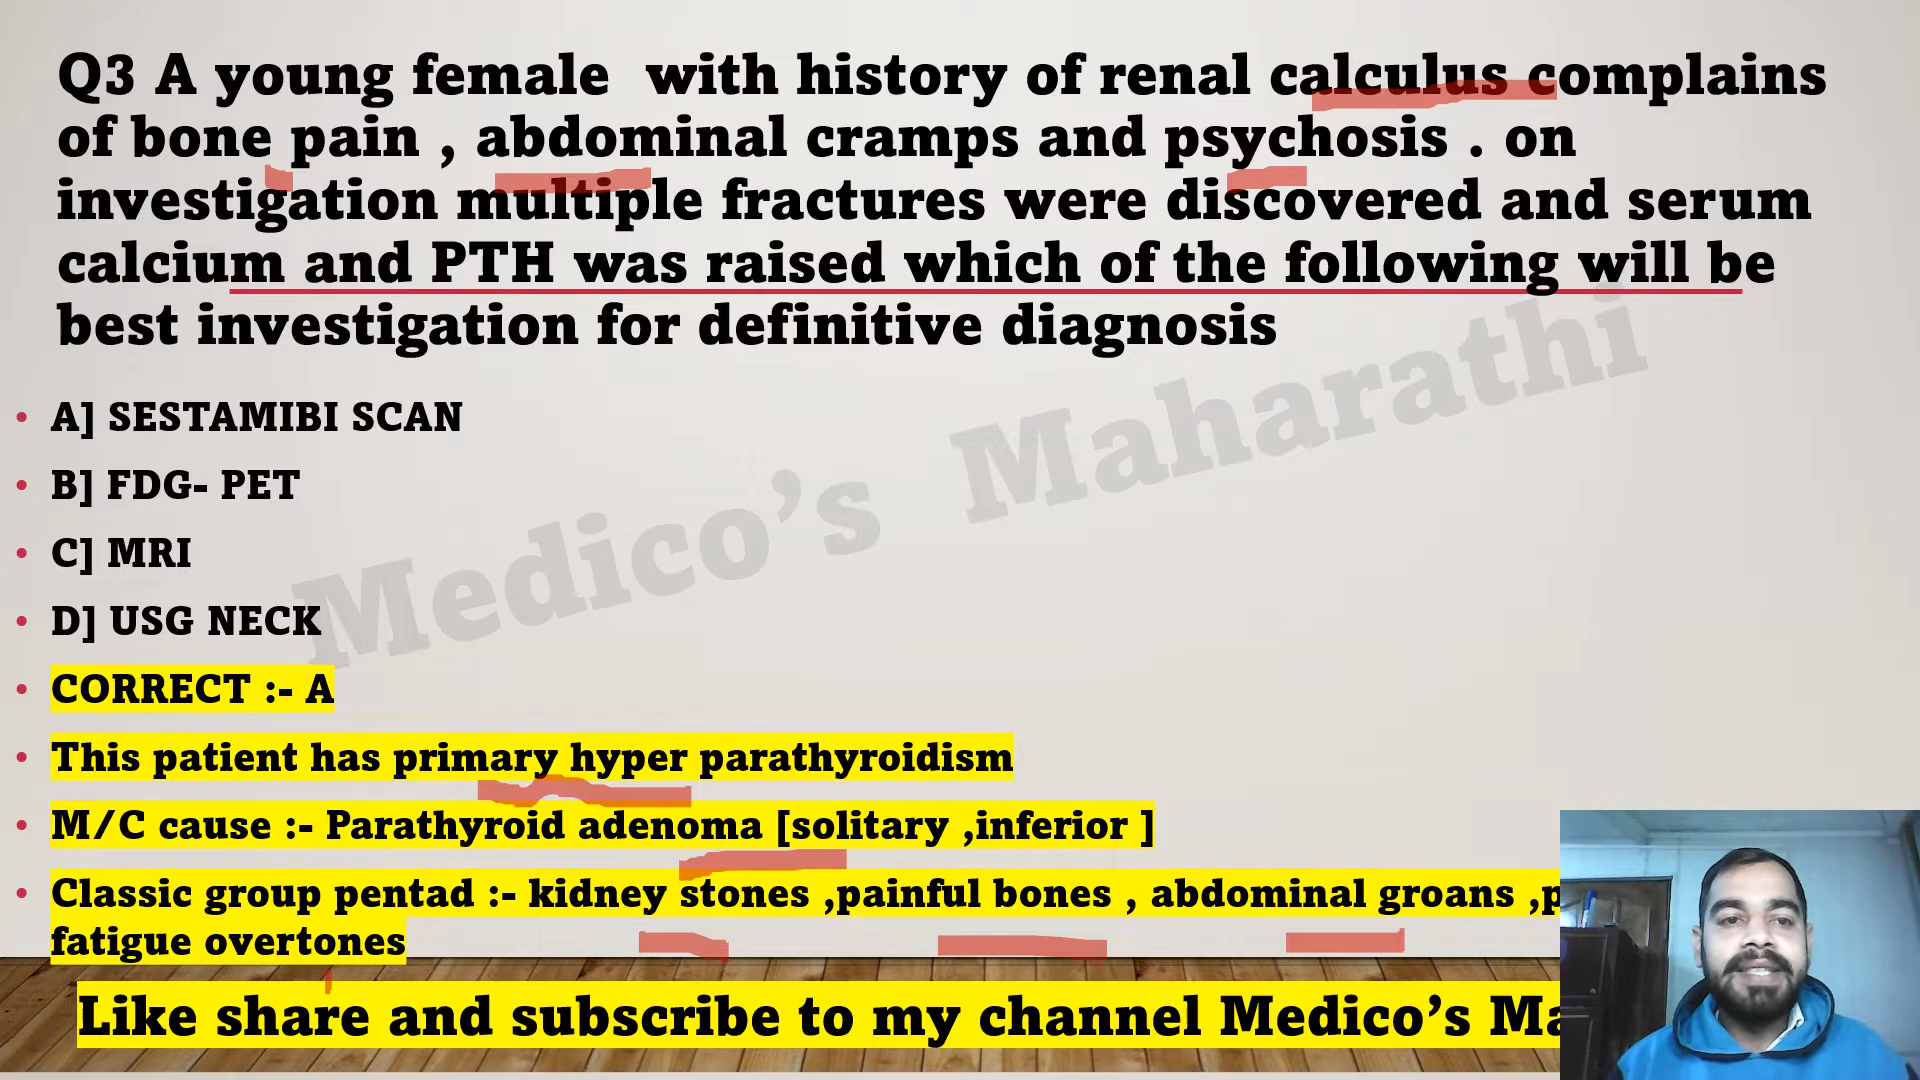 Q3 A young female with history of renal calculus complains
of bone pain , abdominal cramps and psychosis . on
investigation multiple fractures were discovered and serum
calcium and PTH was raised which of the following will be
best investigation for definitive diagnosis
• A] SESTAMIBI SCAN
• B] FDG- PET
• C] MRI
• D] USG NECK
Medico’s Maharathi
• CORRECT :- A
• This patient has primary hyper parathyroidism
• M/C cause :- Parathyroid adenoma [solitary ,inferior ]
• Classic group pentad :- kidney stones ,painful bones , abdominal groans ,
fatigue overtones
Like share and subscribe to my channel Medico’s